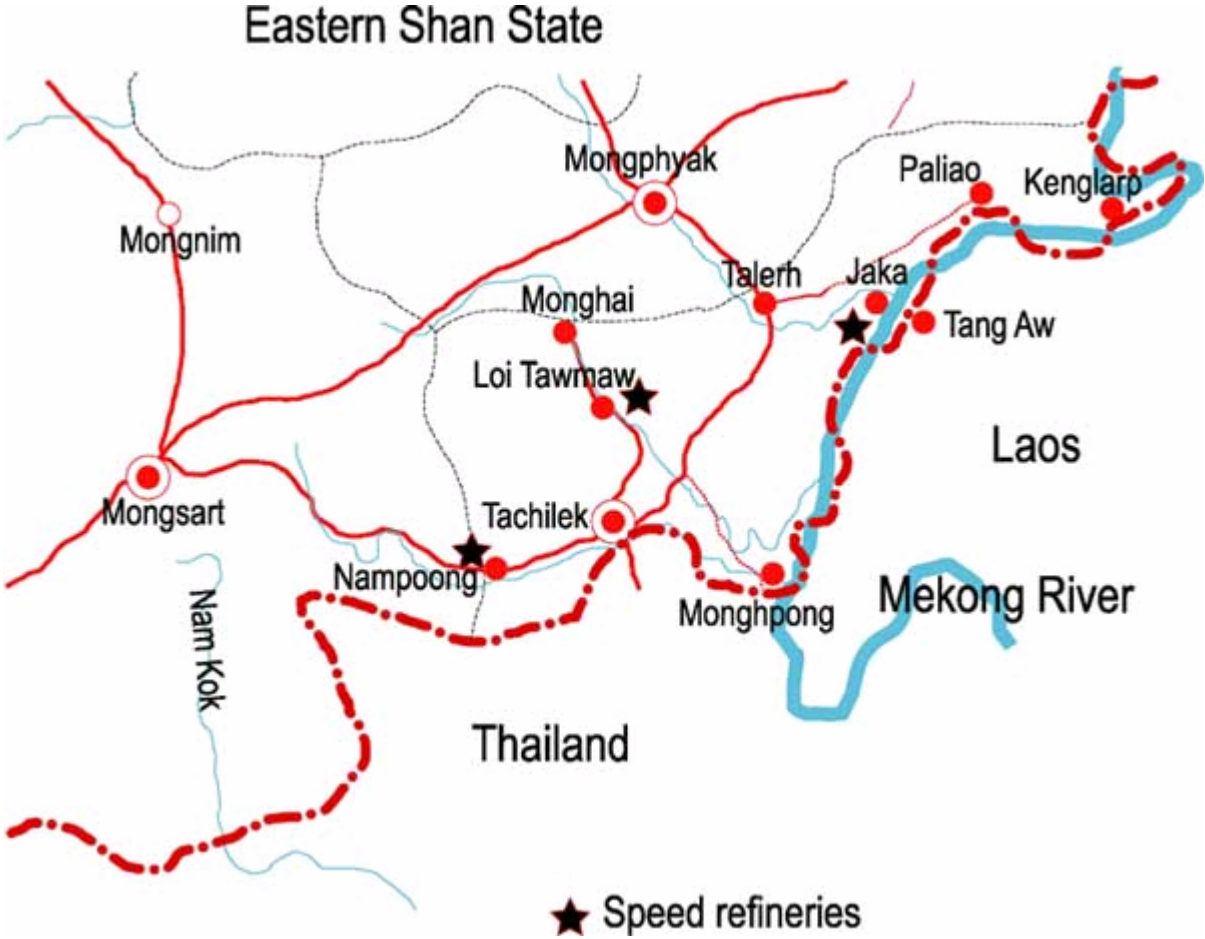 Eastern Shan State
Mongphyak
Paliao
Kenglarp
Mongnim
Talerh
Jaka
Monghai
Tang Aw
Loi Tawmaw
Laos
Mongsart
Tachilek
Nampoong
Monghpong
Mekong River
Nam Kok
Thailand
Speed refineries